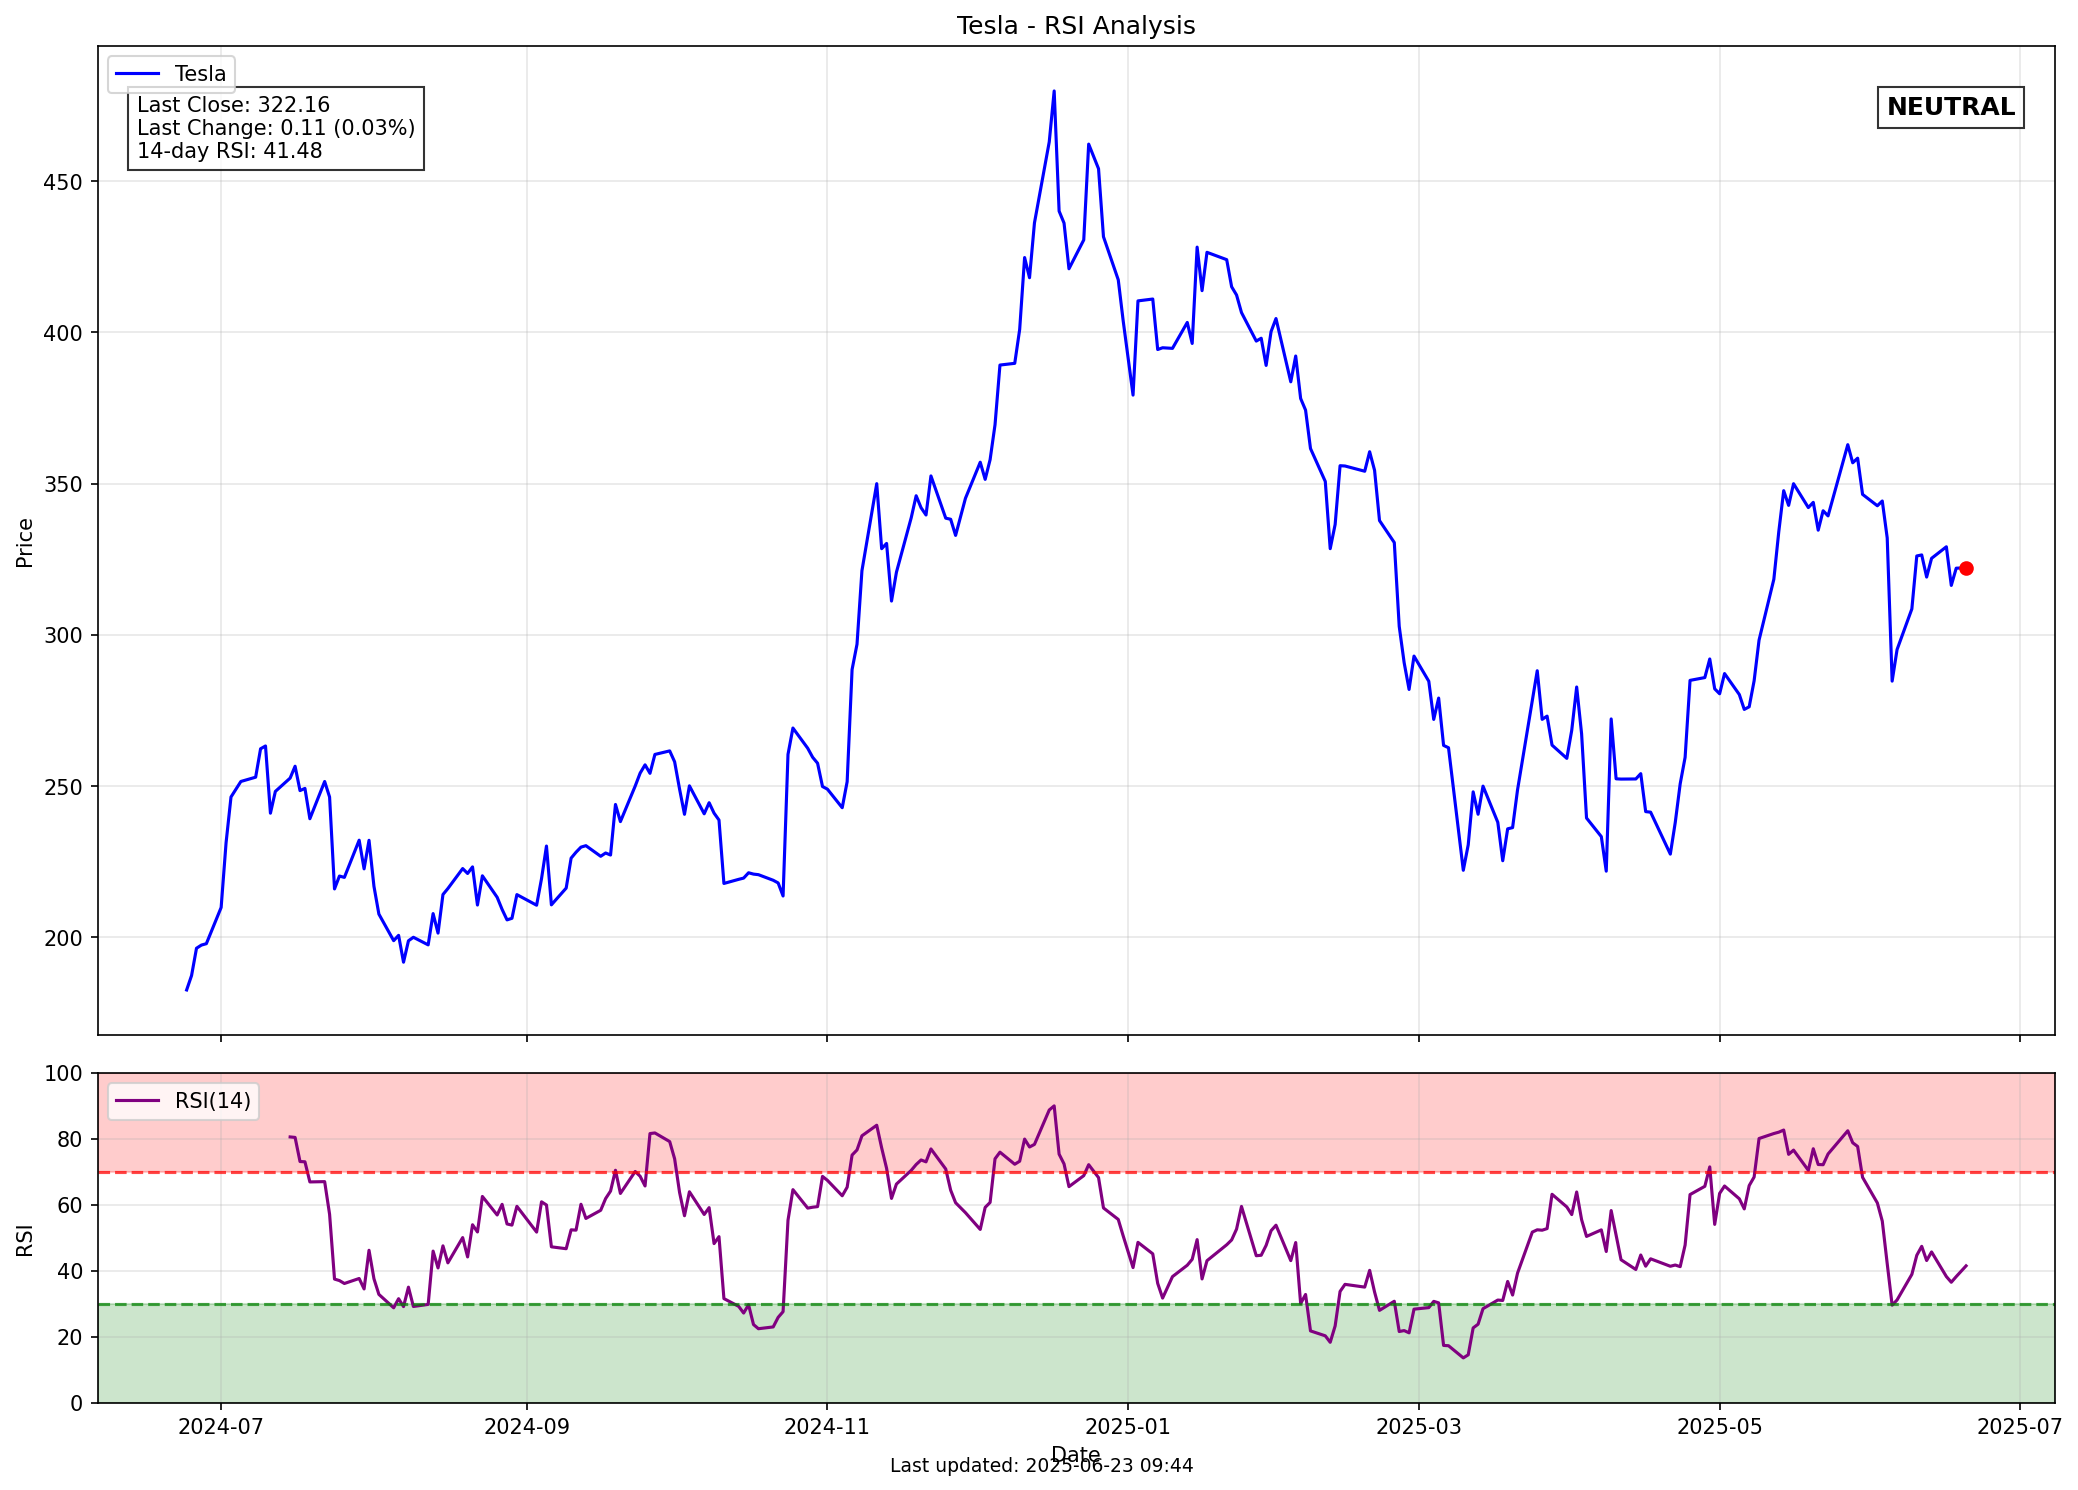 Tesla - RSI Analysis
Tesla
Last Close: 322.16
Last Change: 0.11 (0.03%)
14-day RSI: 41.48
NEUTRAL
Price
450
400
350
300
250
200
RSI(14)
RSI
100
80
60
40
20
0
2024-07
2024-09
2024-11
2025-01
2025-03
2025-05
2025-07
Date
Last updated: 2025-06-23 09:44